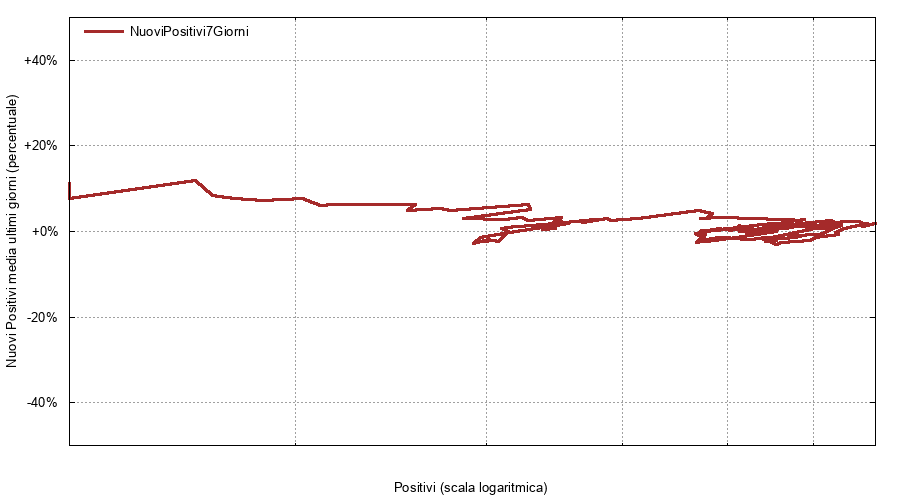 NuoviPositivi7Giorni
+40%
+20%
+0%
-20%
-40%
Nuovi Positivi media ultimi giorni (percentuale)
Positivi (scala logaritmica)